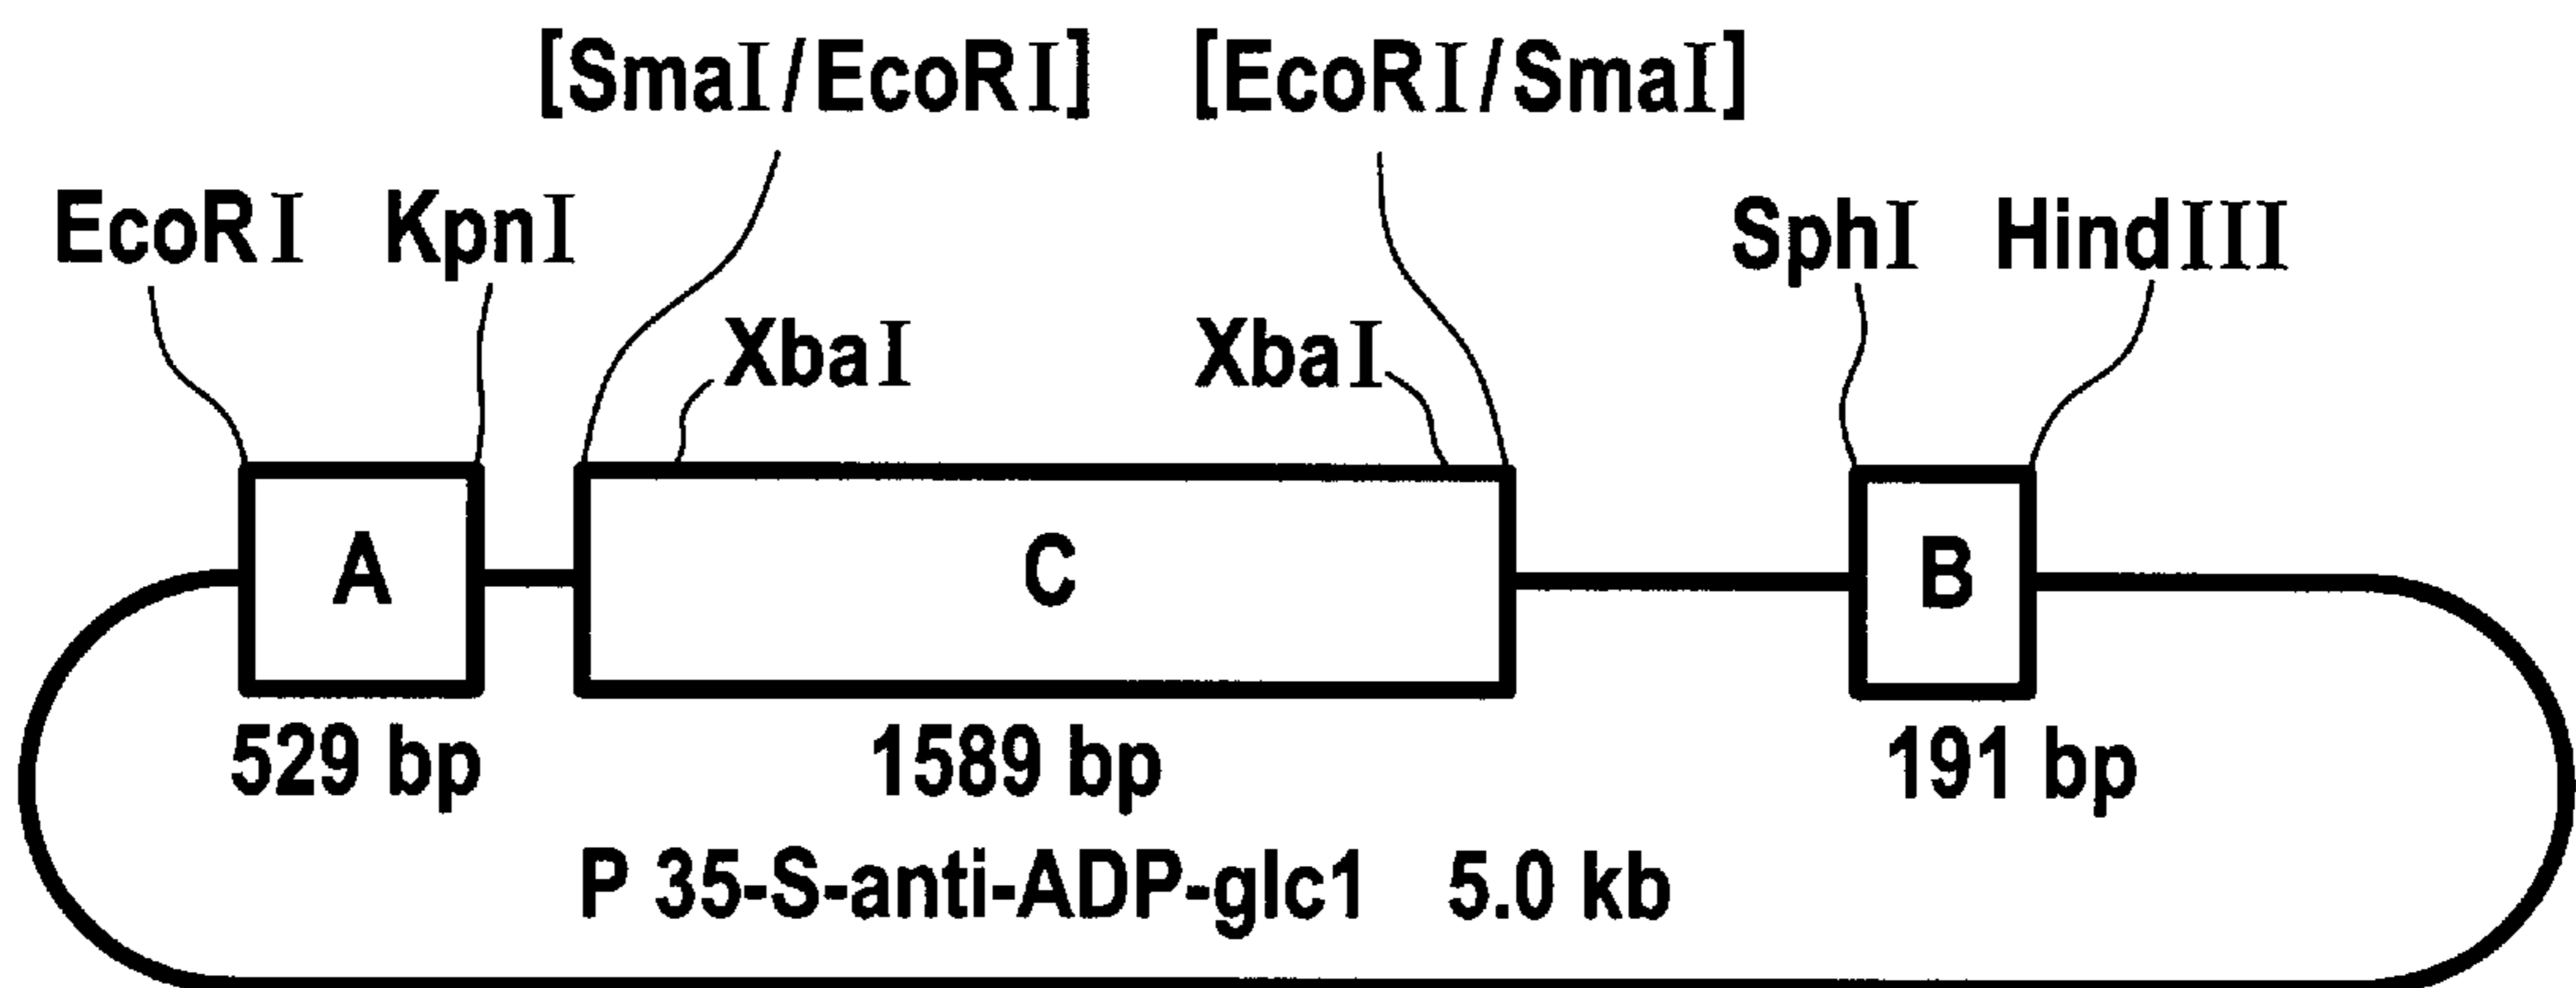 [SmaI/EcoRI] [EcoRI/SmaI]
EcoRI KpnI SphI HindIII
XbaI XbaI
A C B
529 bp 1589 bp 191 bp
P 35-S-anti-ADP-glc1 5.0 kb